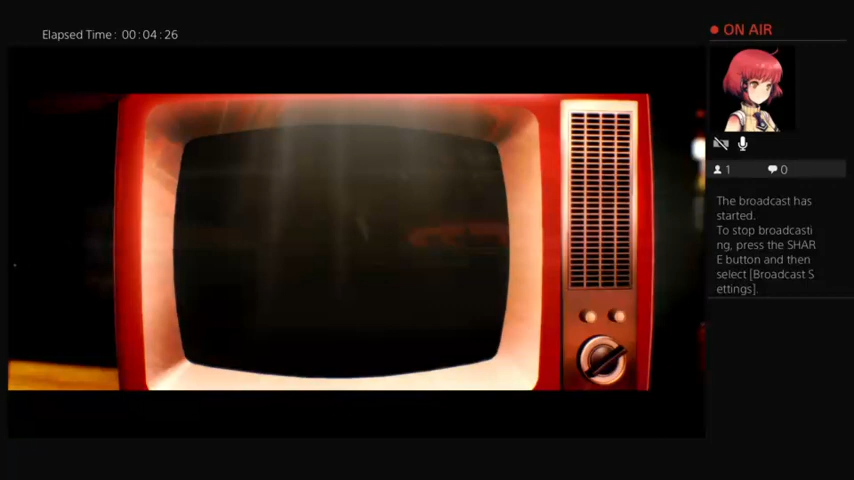 Elapsed Time: 00:04:26
ON AIR
1 0
The broadcast has
started.
To stop broadcasti
ng, press the SHAR
E button and then
select [Broadcast S
ettings].